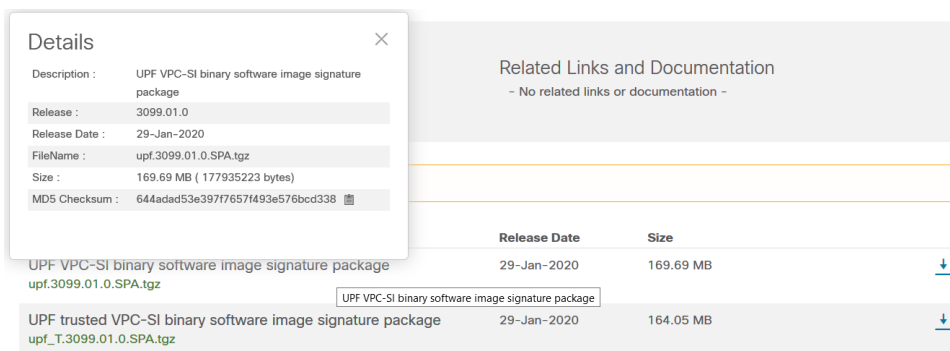 Details
Description : UPF VPC-SI binary software image signature
package
Release : 3099.01.0
Release Date : 29-Jan-2020
FileName : upf.3099.01.0.SPA.tgz
Size : 169.69 MB ( 177935223 bytes)
MD5 Checksum : 644adad53e397f7657f493e576bcd338
Related Links and Documentation
- No related links or documentation -
Release Date Size
UPF VPC-SI binary software image signature package 29-Jan-2020 169.69 MB
upf.3099.01.0.SPA.tgz
UPF VPC-SI binary software image signature package
UPF trusted VPC-SI binary software image signature package 29-Jan-2020 164.05 MB
upf_T.3099.01.0.SPA.tgz